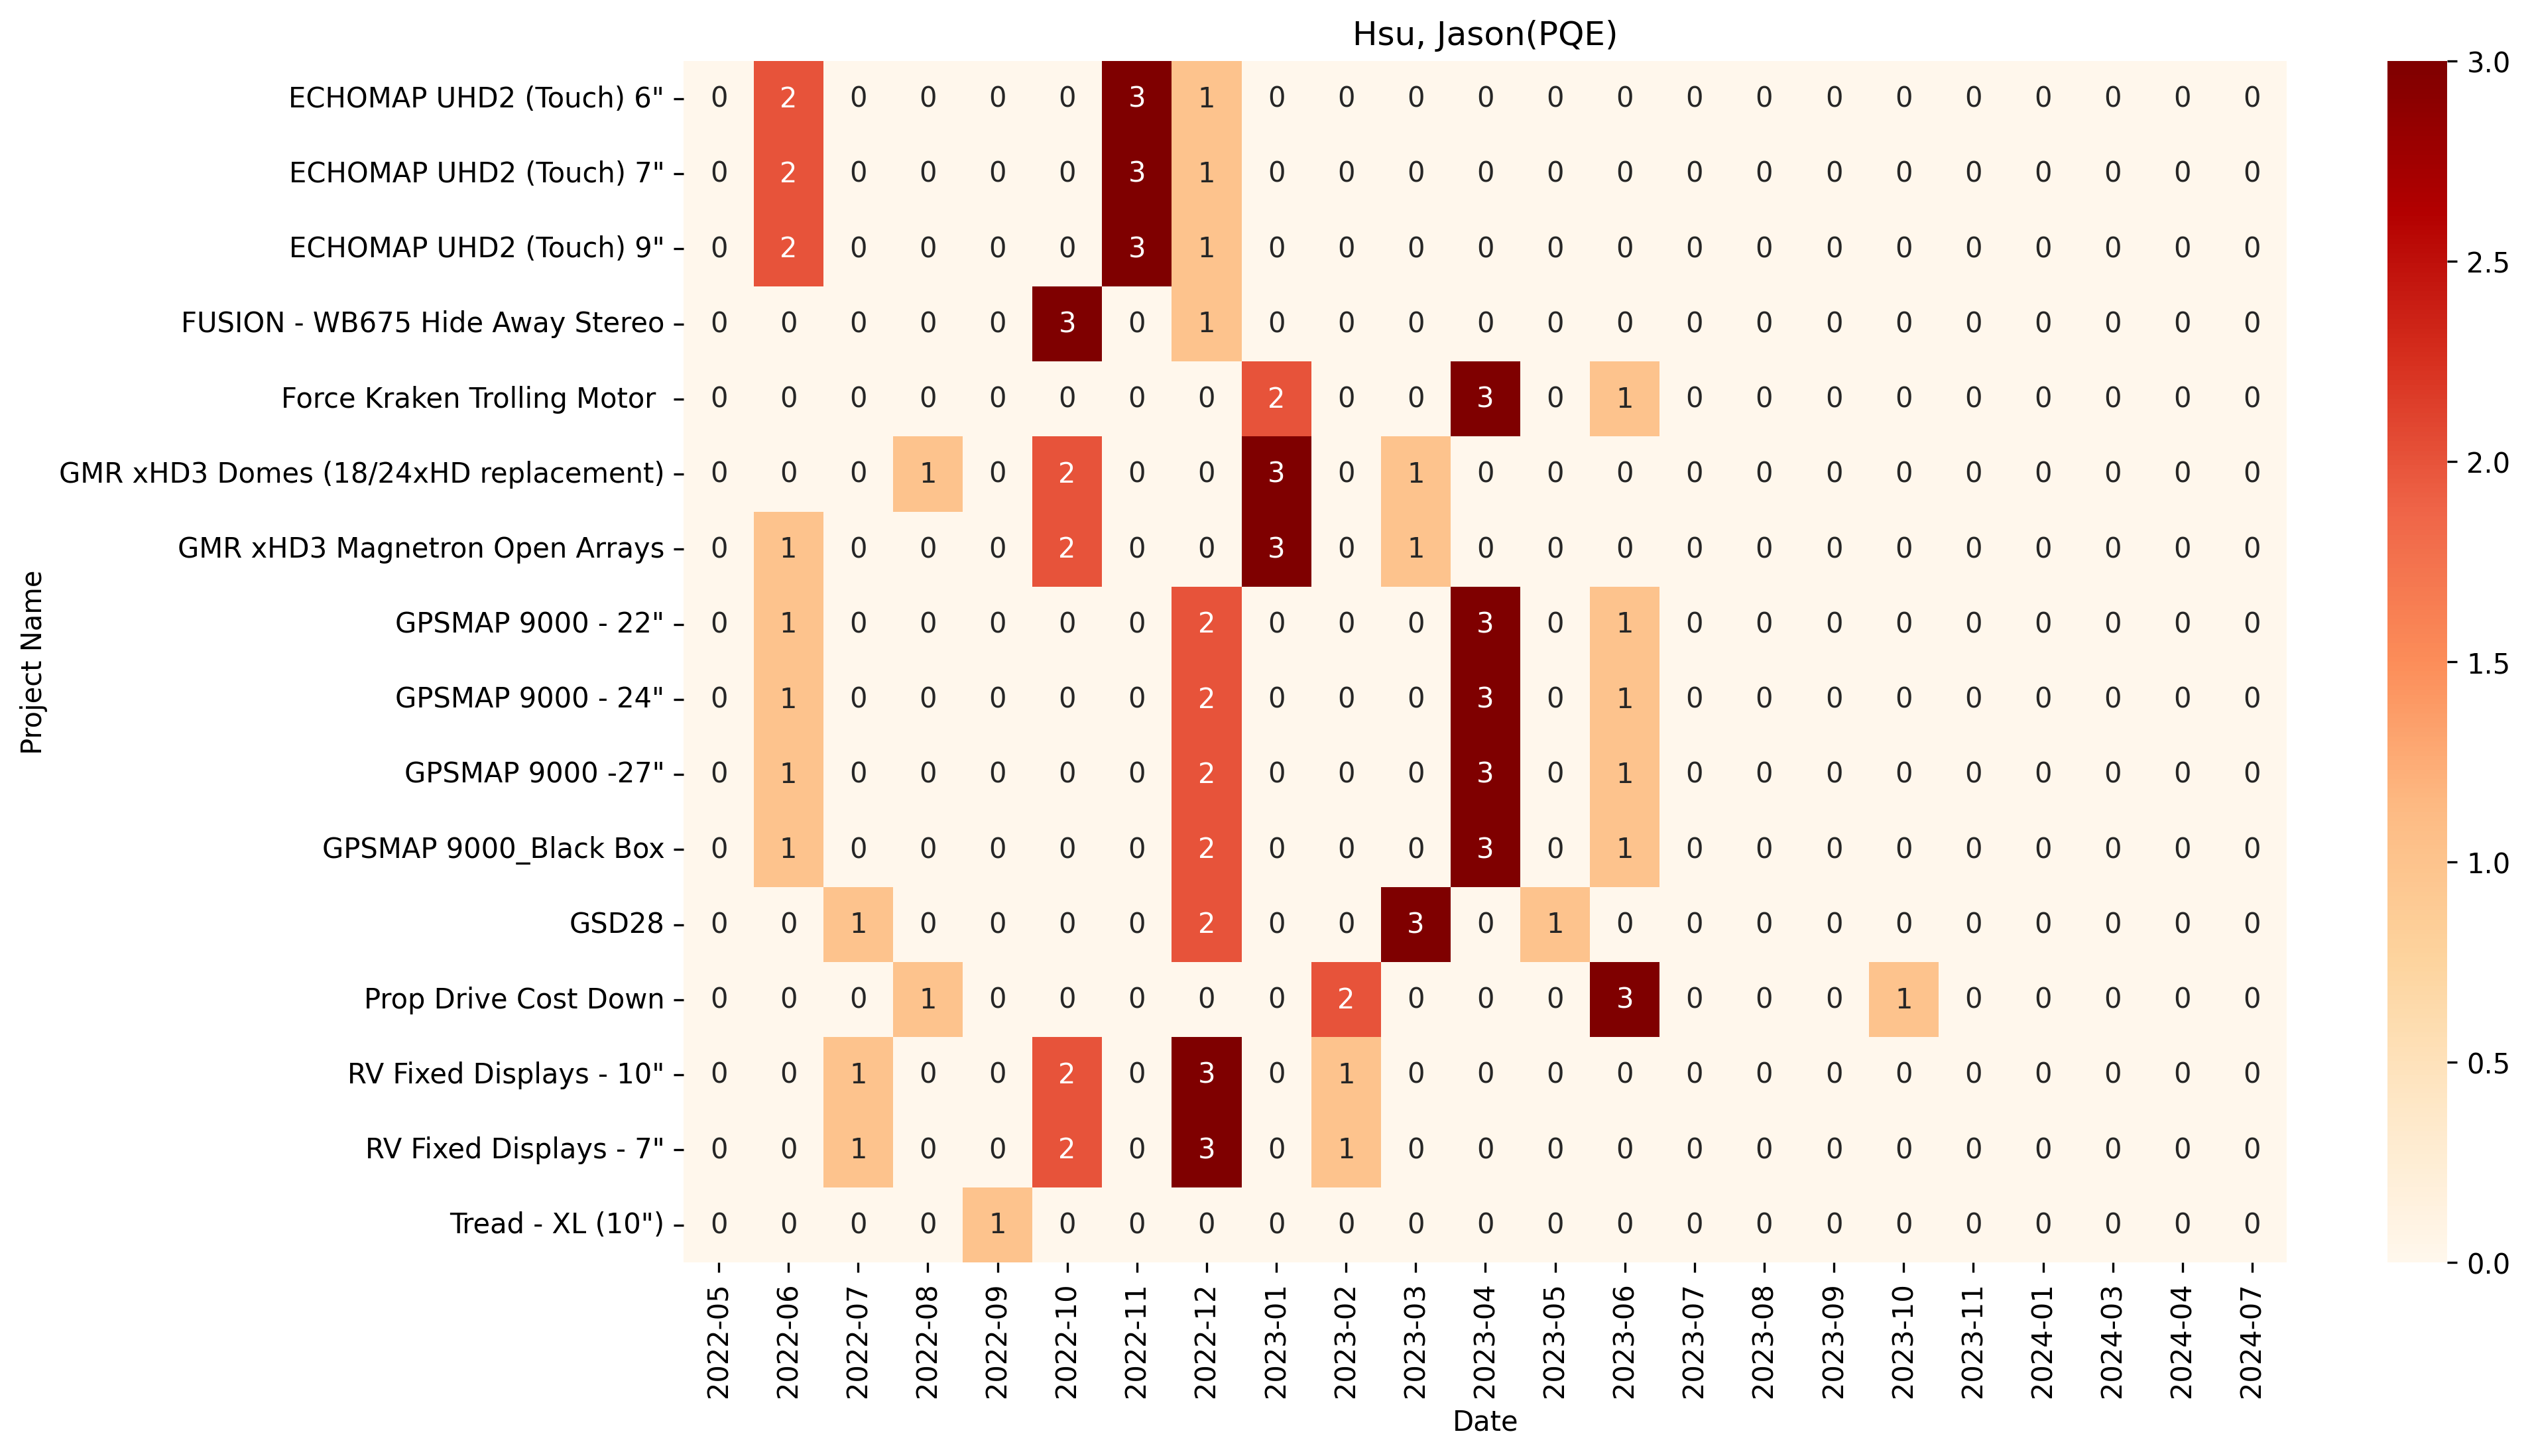 Hsu, Jason(PQE)
ECHOMAP UHD2 (Touch) 6" 0 2 0 0 0 0 3 1 0 0 0 0 0 0 0 0 0 0 0 0 0 0 0
ECHOMAP UHD2 (Touch) 7" 0 2 0 0 0 0 3 1 0 0 0 0 0 0 0 0 0 0 0 0 0 0 0
ECHOMAP UHD2 (Touch) 9" 0 2 0 0 0 0 3 1 0 0 0 0 0 0 0 0 0 0 0 0 0 0 0
FUSION - WB675 Hide Away Stereo 0 0 0 0 0 3 0 1 0 0 0 0 0 0 0 0 0 0 0 0 0 0 0
Force Kraken Trolling Motor 0 0 0 0 0 0 0 0 2 0 0 3 0 1 0 0 0 0 0 0 0 0 0
GMR xHD3 Domes (18/24xHD replacement) 0 0 0 1 0 2 0 0 3 0 1 0 0 0 0 0 0 0 0 0 0 0 0
GMR xHD3 Magnetron Open Arrays 0 1 0 0 0 2 0 0 3 0 1 0 0 0 0 0 0 0 0 0 0 0 0
GPSMAP 9000 - 22" 0 1 0 0 0 0 0 2 0 0 0 3 0 1 0 0 0 0 0 0 0 0 0
GPSMAP 9000 - 24" 0 1 0 0 0 0 0 2 0 0 0 3 0 1 0 0 0 0 0 0 0 0 0
GPSMAP 9000 -27" 0 1 0 0 0 0 0 2 0 0 0 3 0 1 0 0 0 0 0 0 0 0 0
GPSMAP 9000_Black Box 0 1 0 0 0 0 0 2 0 0 0 3 0 1 0 0 0 0 0 0 0 0 0
GSD28 0 0 1 0 0 0 0 2 0 0 3 0 1 0 0 0 0 0 0 0 0 0 0
Prop Drive Cost Down 0 0 0 1 0 0 0 0 0 2 0 0 0 3 0 0 0 1 0 0 0 0 0
RV Fixed Displays - 10" 0 0 1 0 0 2 0 3 0 1 0 0 0 0 0 0 0 0 0 0 0 0 0
RV Fixed Displays - 7" 0 0 1 0 0 2 0 3 0 1 0 0 0 0 0 0 0 0 0 0 0 0 0
Tread - XL (10") 0 0 0 0 1 0 0 0 0 0 0 0 0 0 0 0 0 0 0 0 0 0 0
Project Name
2022-05 2022-06 2022-07 2022-08 2022-09 2022-10 2022-11 2022-12 2023-01 2023-02 2023-03 2023-04 2023-05 2023-06 2023-07 2023-08 2023-09 2023-10 2023-11 2024-01 2024-03 2024-04 2024-07
Date
3.0
2.5
2.0
1.5
1.0
0.5
0.0